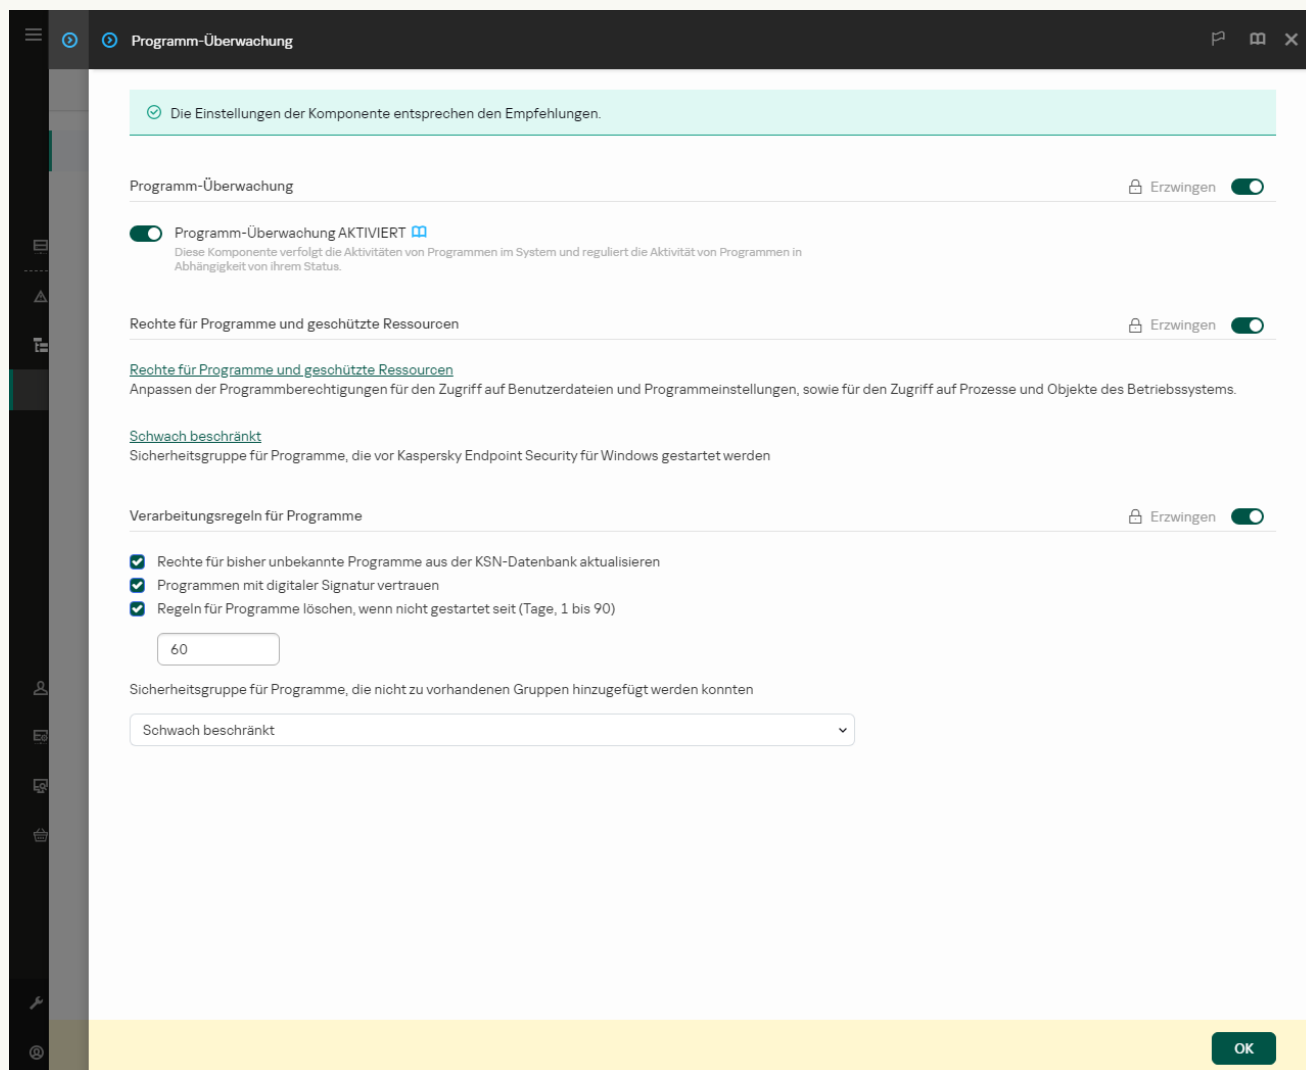 Programm-Überwachung
Die Einstellungen der Komponente entsprechen den Empfehlungen.
Programm-Überwachung Erzwingen
Programm-Überwachung AKTIVIERT
Diese Komponente verfolgt die Aktivitäten von Programmen im System und reguliert die Aktivität von Programmen in
Abhängigkeit von ihrem Status.
Rechte für Programme und geschützte Ressourcen Erzwingen
Rechte für Programme und geschützte Ressourcen
Anpassen der Programmberechtigungen für den Zugriff auf Benutzerdateien und Programmeinstellungen, sowie für den Zugriff auf Prozesse und Objekte des Betriebssystems.
Schwach beschränkt
Sicherheitsgruppe für Programme, die vor Kaspersky Endpoint Security für Windows gestartet werden
Verarbeitungsregeln für Programme Erzwingen
Rechte für bisher unbekannte Programme aus der KSN-Datenbank aktualisieren
Programmen mit digitaler Signatur vertrauen
Regeln für Programme löschen, wenn nicht gestartet seit (Tage, 1 bis 90)
60
Sicherheitsgruppe für Programme, die nicht zu vorhandenen Gruppen hinzugefügt werden konnten
Schwach beschränkt
OK